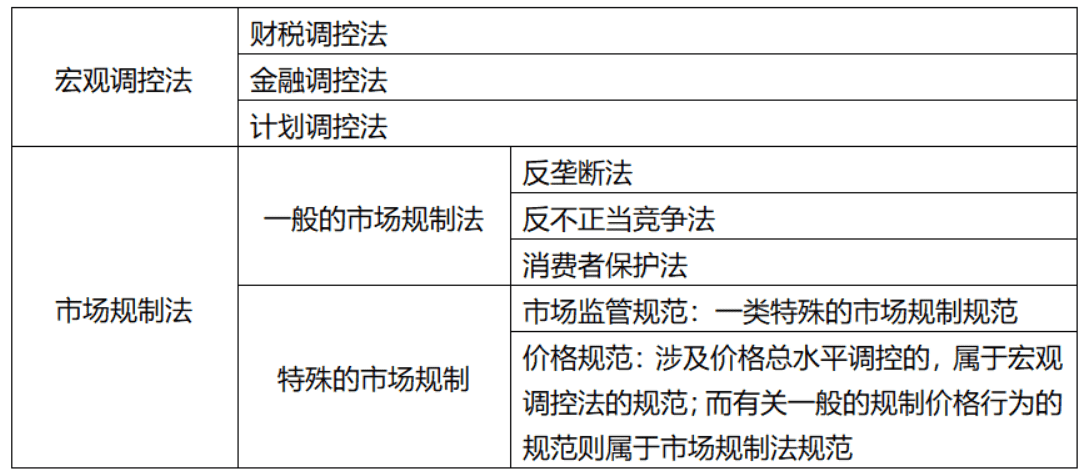 宏观调控法
财税调控法
金融调控法
计划调控法
市场规制法
一般的市场规制法
反垄断法
反不正当竞争法
消费者保护法
特殊的市场规制
市场监管规范：一类特殊的市场规制规范
价格规范：涉及价格总水平调控的，属于宏观
调控法的规范；而有关一般的规制价格行为的
规范则属于市场规制法规范